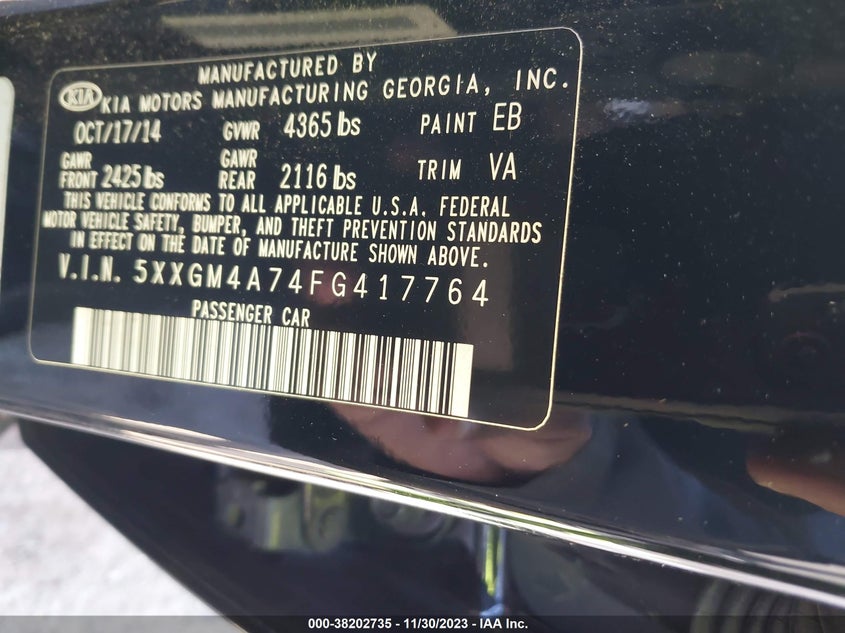 MANUFACTURED BY
KIA KIA MOTORS MANUFACTURING GEORGIA, INC.
OCT/17/14 GVWR 4365 lbs PAINT EB
GAWR FRONT 2425 lbs GAWR REAR 2116 lbs TRIM VA
THIS VEHICLE CONFORMS TO ALL APPLICABLE U.S.A. FEDERAL
MOTOR VEHICLE SAFETY, BUMPER, AND THEFT PREVENTION STANDARDS
IN EFFECT ON THE DATE OF MANUFACTURE SHOWN ABOVE.
V.I.N. 5XXGM4A74FG417764
PASSENGER CAR
000-38202735 - 11/30/2023 - IAA Inc.